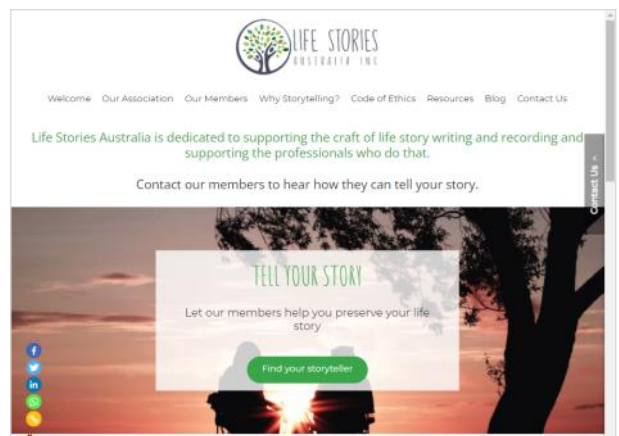 LIFE STORIES
AUSTRALIA INC
Welcome Our Association Our Members Why Storytelling? Code of Ethics Resources Blog Contact Us
Life Stories Australia is dedicated to supporting the craft of life story writing and recording and
supporting the professionals who do that.
Contact our members to hear how they can tell your story.
Contact Us
TELL YOUR STORY
Let our members help you preserve your life
story
Find your storyteller
f
in